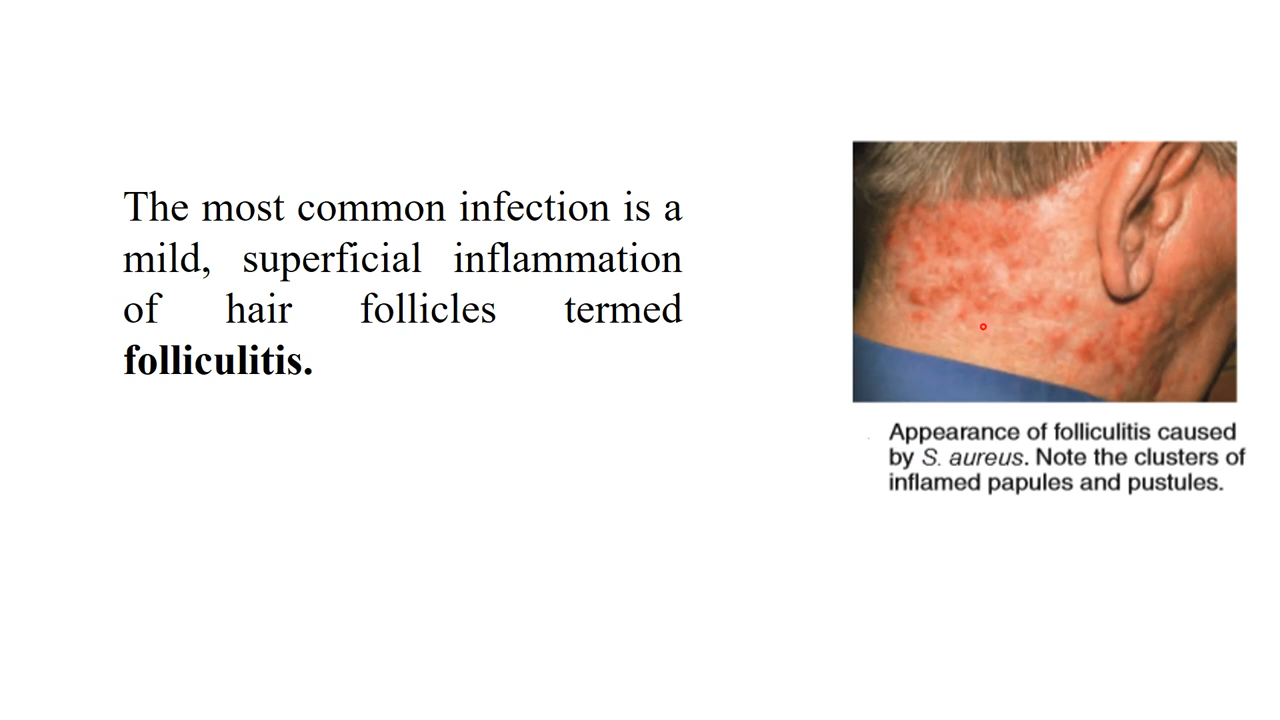 The most common infection is a
mild, superficial inflammation
of hair follicles termed
folliculitis.
Appearance of folliculitis caused
by S. aureus. Note the clusters of
inflamed papules and pustules.